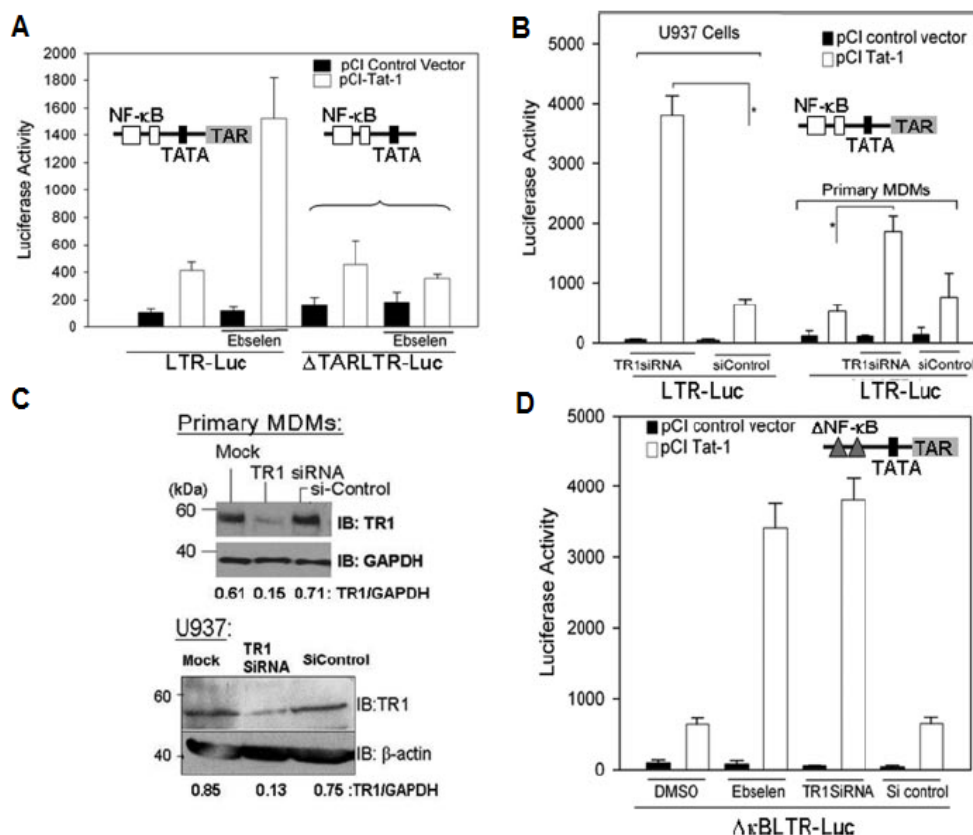 A
2000
1800
1600
1400
1200
1000
800
600
400
200
0
Luciferase Activity
pCI Control Vector
pCI-Tat-1
NF-κB
TATA
TAR
NF-κB
TATA
Ebselen
Ebselen
LTR-Luc
ΔTARLTR-Luc
B
5000
4000
3000
2000
1000
0
Luciferase Activity
U937 Cells
pCI control vector
pCI Tat-1
*
NF-κB
TATA
TAR
Primary MDMs
*
TR1siRNA
siControl
TR1siRNA
siControl
LTR-Luc
LTR-Luc
C
Primary MDMs:
Mock
TR1 siRNA
si-Control
(kDa)
60
IB: TR1
40
IB: GAPDH
0.61 0.15 0.71: TR1/GAPDH
U937:
Mock
TR1
SiRNA
SiControl
60
IB:TR1
40
IB: β-actin
0.85 0.13 0.75 :TR1/GAPDH
D
5000
4000
3000
2000
1000
0
Luciferase Activity
pCI control vector
pCI Tat-1
ΔNF-κB
TATA
TAR
DMSO
Ebselen
TR1SiRNA
Si control
ΔκBLTR-Luc